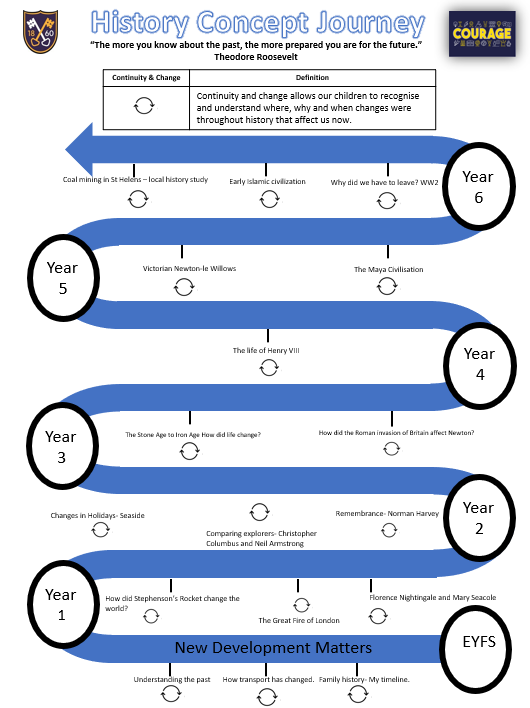 History Concept Journey
“The more you know about the past, the more prepared you are for the future.”
Theodore Roosevelt
18 60
COURAGE
Continuity & Change
Definition
Continuity and change allows our children to recognise
and understand where, why and when changes were
throughout history that affect us now.
Coal mining in St Helens – local history study
Early Islamic civilization
Why did we have to leave? WW2
Year
6
Year
5
Victorian Newton-le Willows
The Maya Civilisation
The life of Henry VIII
Year
4
Year
3
The Stone Age to Iron Age How did life change?
How did the Roman invasion of Britain affect Newton?
Changes in Holidays- Seaside
Comparing explorers- Christopher
Columbus and Neil Armstrong
Remembrance- Norman Harvey
Year
2
Year
1
How did Stephenson’s Rocket change the
world?
The Great Fire of London
Florence Nightingale and Mary Seacole
New Development Matters
EYFS
Understanding the past
How transport has changed.
Family history- My timeline.